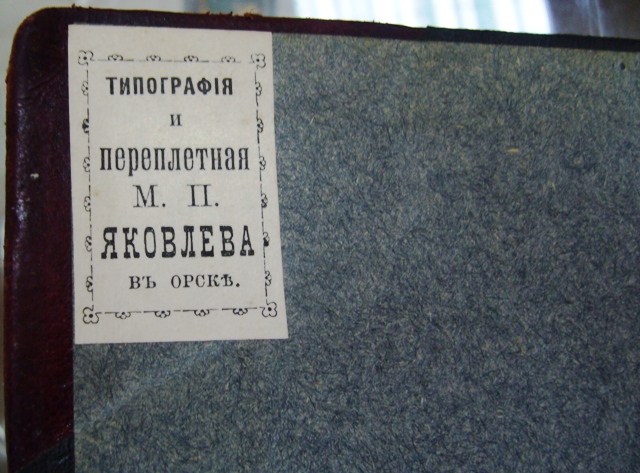 ТИПОГРАФІЯ
и
переплетная
М. П.
ЯКОВЛЕВА
ВЪ ОРСКѢ.